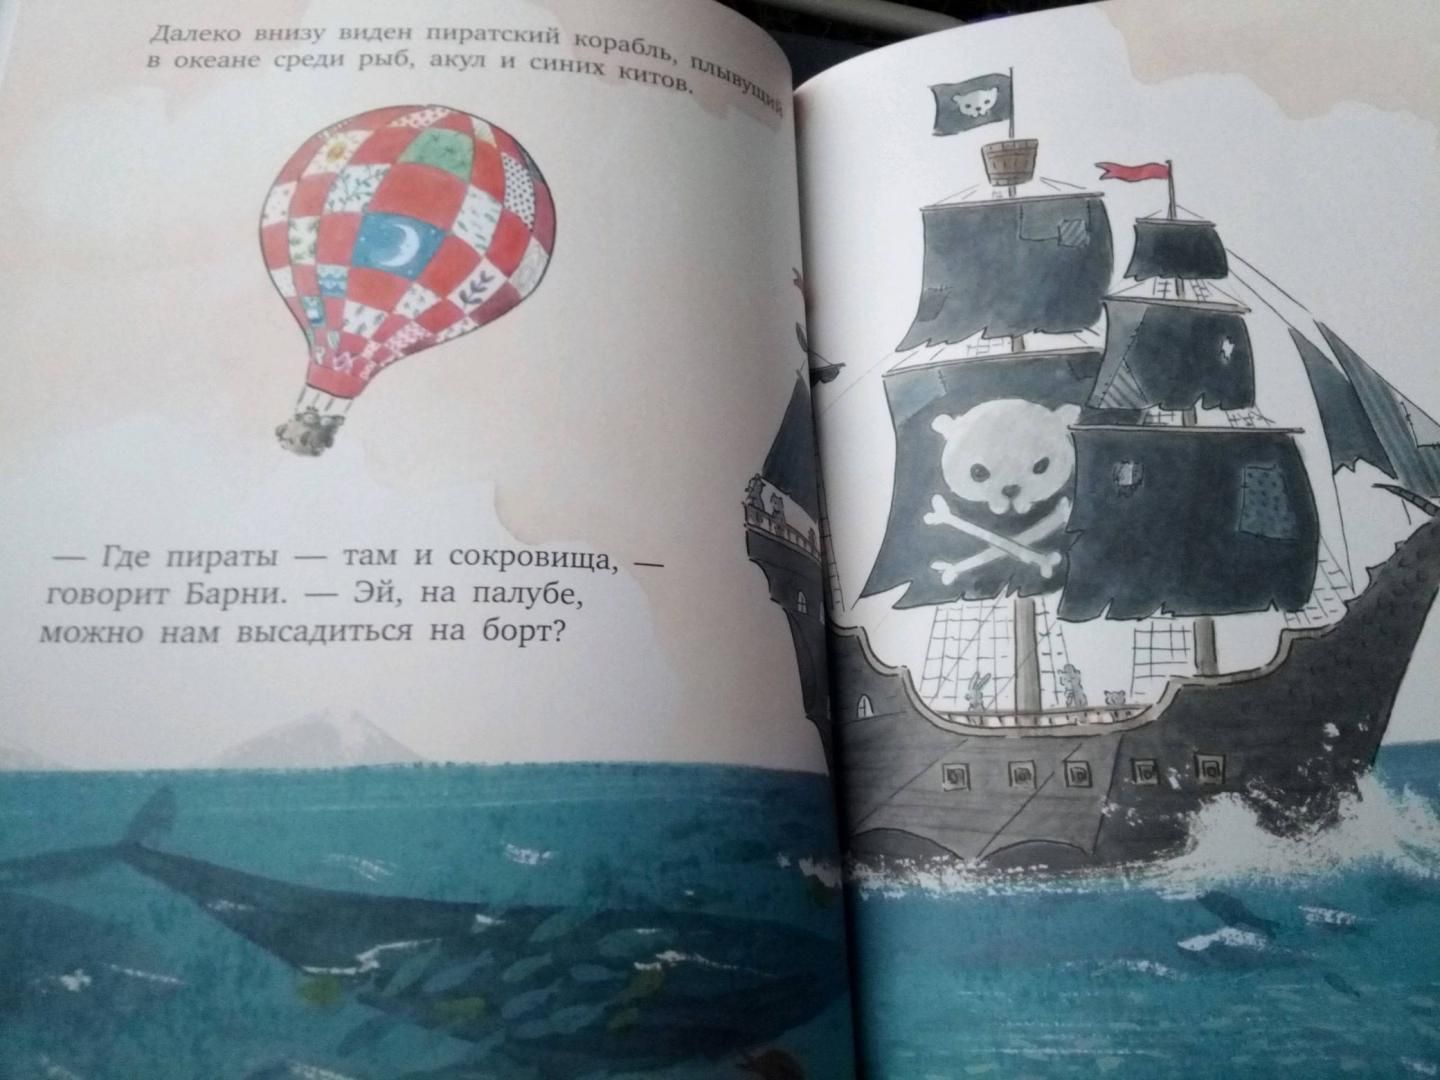 Далеко внизу виден пиратский корабль, плывущий
в океане среди рыб, акул и синих китов.
— Где пираты — там и сокровища, —
говорит Барни. — Эй, на палубе,
можно нам высадиться на борт?